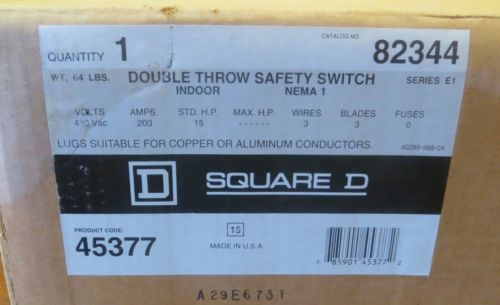 QUANTITY 1 CATALOG NO. 82344
WT. 64 LBS. DOUBLE THROW SAFETY SWITCH SERIES E1
INDOOR NEMA 1
VOLTS AMPS. STD. H.P. MAX. H.P. WIRES BLADES FUSES
Vac 200 15 ------ 3 3 0
LUGS SUITABLE FOR COPPER OR ALUMINUM CONDUCTORS. 40289-988-04
D SQUARE D
PRODUCT CODE:
45377
15
MADE IN U.S.A.
7 85901 45377 2
A29E6731